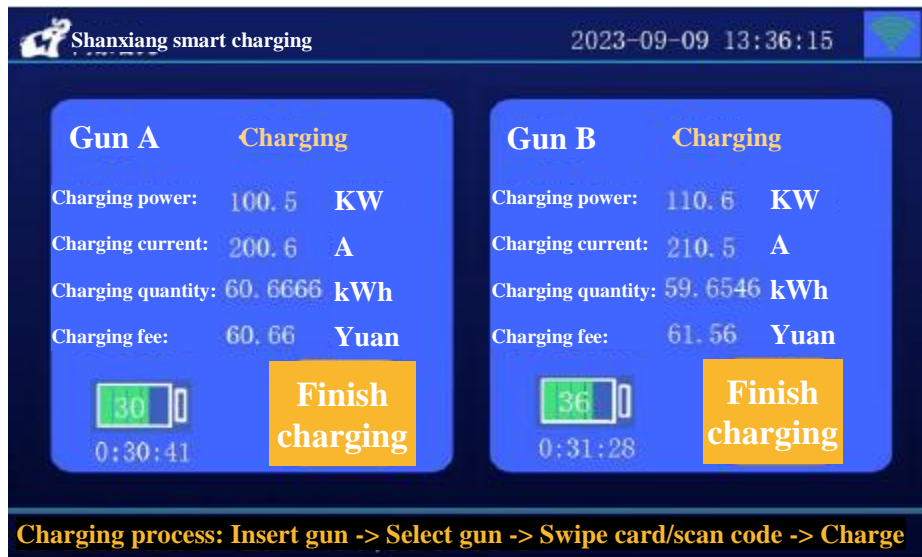 Shanxiang smart charging 2023-09-09 13:36:15
Gun A Charging
Charging power: 100.5 KW
Charging current: 200.6 A
Charging quantity: 60.6666 kWh
Charging fee: 60.66 Yuan
30
0:30:41
Finish
charging
Gun B Charging
Charging power: 110.6 KW
Charging current: 210.5 A
Charging quantity: 59.6546 kWh
Charging fee: 61.56 Yuan
36
0:31:28
Finish
charging
Charging process: Insert gun -> Select gun -> Swipe card/scan code -> Charge